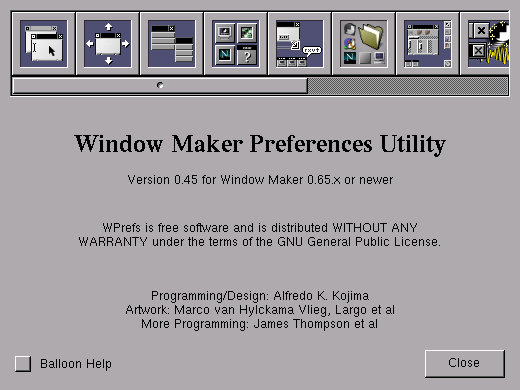 rxvt
N
N
?
Window Maker Preferences Utility
Version 0.45 for Window Maker 0.65.x or newer
WPrefs is free software and is distributed WITHOUT ANY
WARRANTY under the terms of the GNU General Public License.
Programming/Design: Alfredo K. Kojima
Artwork: Marco van Hylckama Vlieg, Largo et al
More Programming: James Thompson et al
Balloon Help
Close